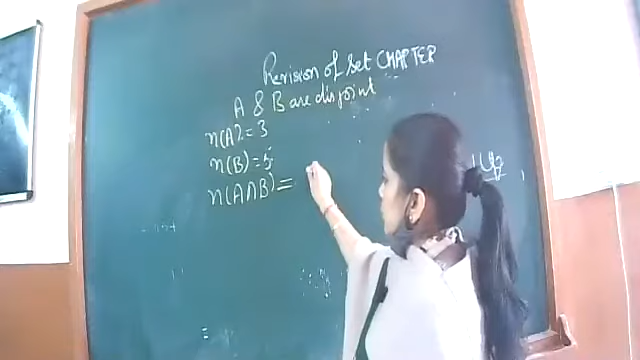 Revision of Set CHAPTER
A & B are disjoint
n(A) = 3
n(B) = 5
n(A∩B) =